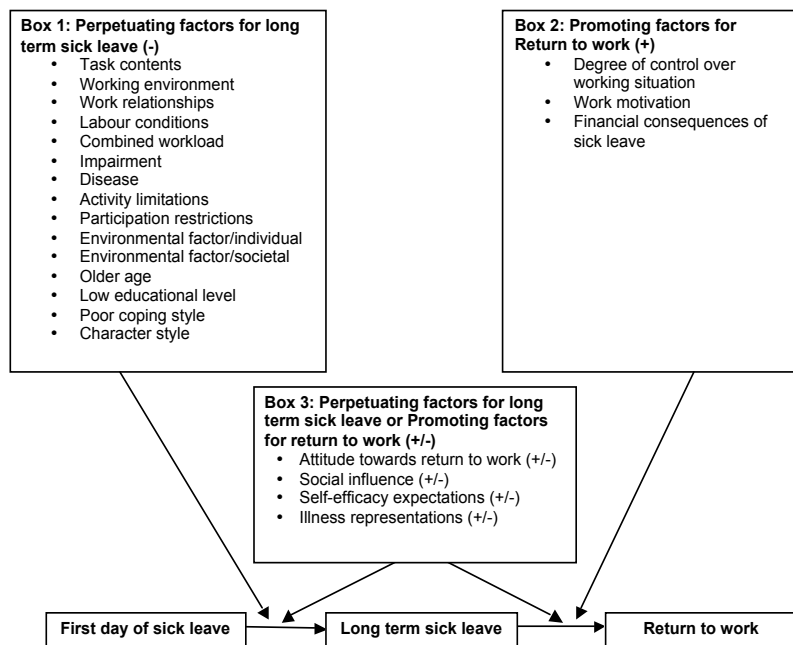 Box 1: Perpetuating factors for long
term sick leave (-)
• Task contents
• Working environment
• Work relationships
• Labour conditions
• Combined workload
• Impairment
• Disease
• Activity limitations
• Participation restrictions
• Environmental factor/individual
• Environmental factor/societal
• Older age
• Low educational level
• Poor coping style
• Character style
Box 2: Promoting factors for
Return to work (+)
• Degree of control over
working situation
• Work motivation
• Financial consequences of
sick leave
Box 3: Perpetuating factors for long
term sick leave or Promoting factors
for return to work (+/-)
• Attitude towards return to work (+/-)
• Social influence (+/-)
• Self-efficacy expectations (+/-)
• Illness representations (+/-)
First day of sick leave
Long term sick leave
Return to work